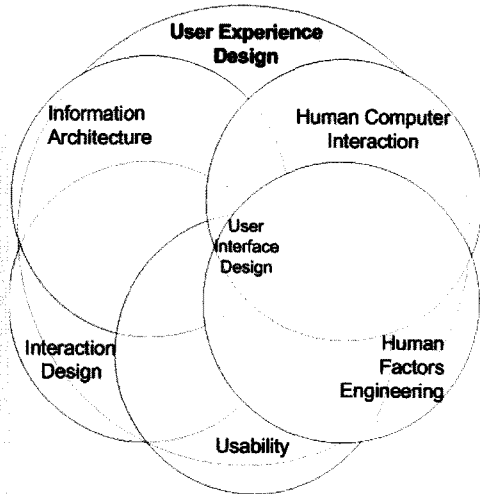 User Experience
Design
Information
Architecture
Human Computer
Interaction
User
Interface
Design
Interaction
Design
Human
Factors
Engineering
Usability